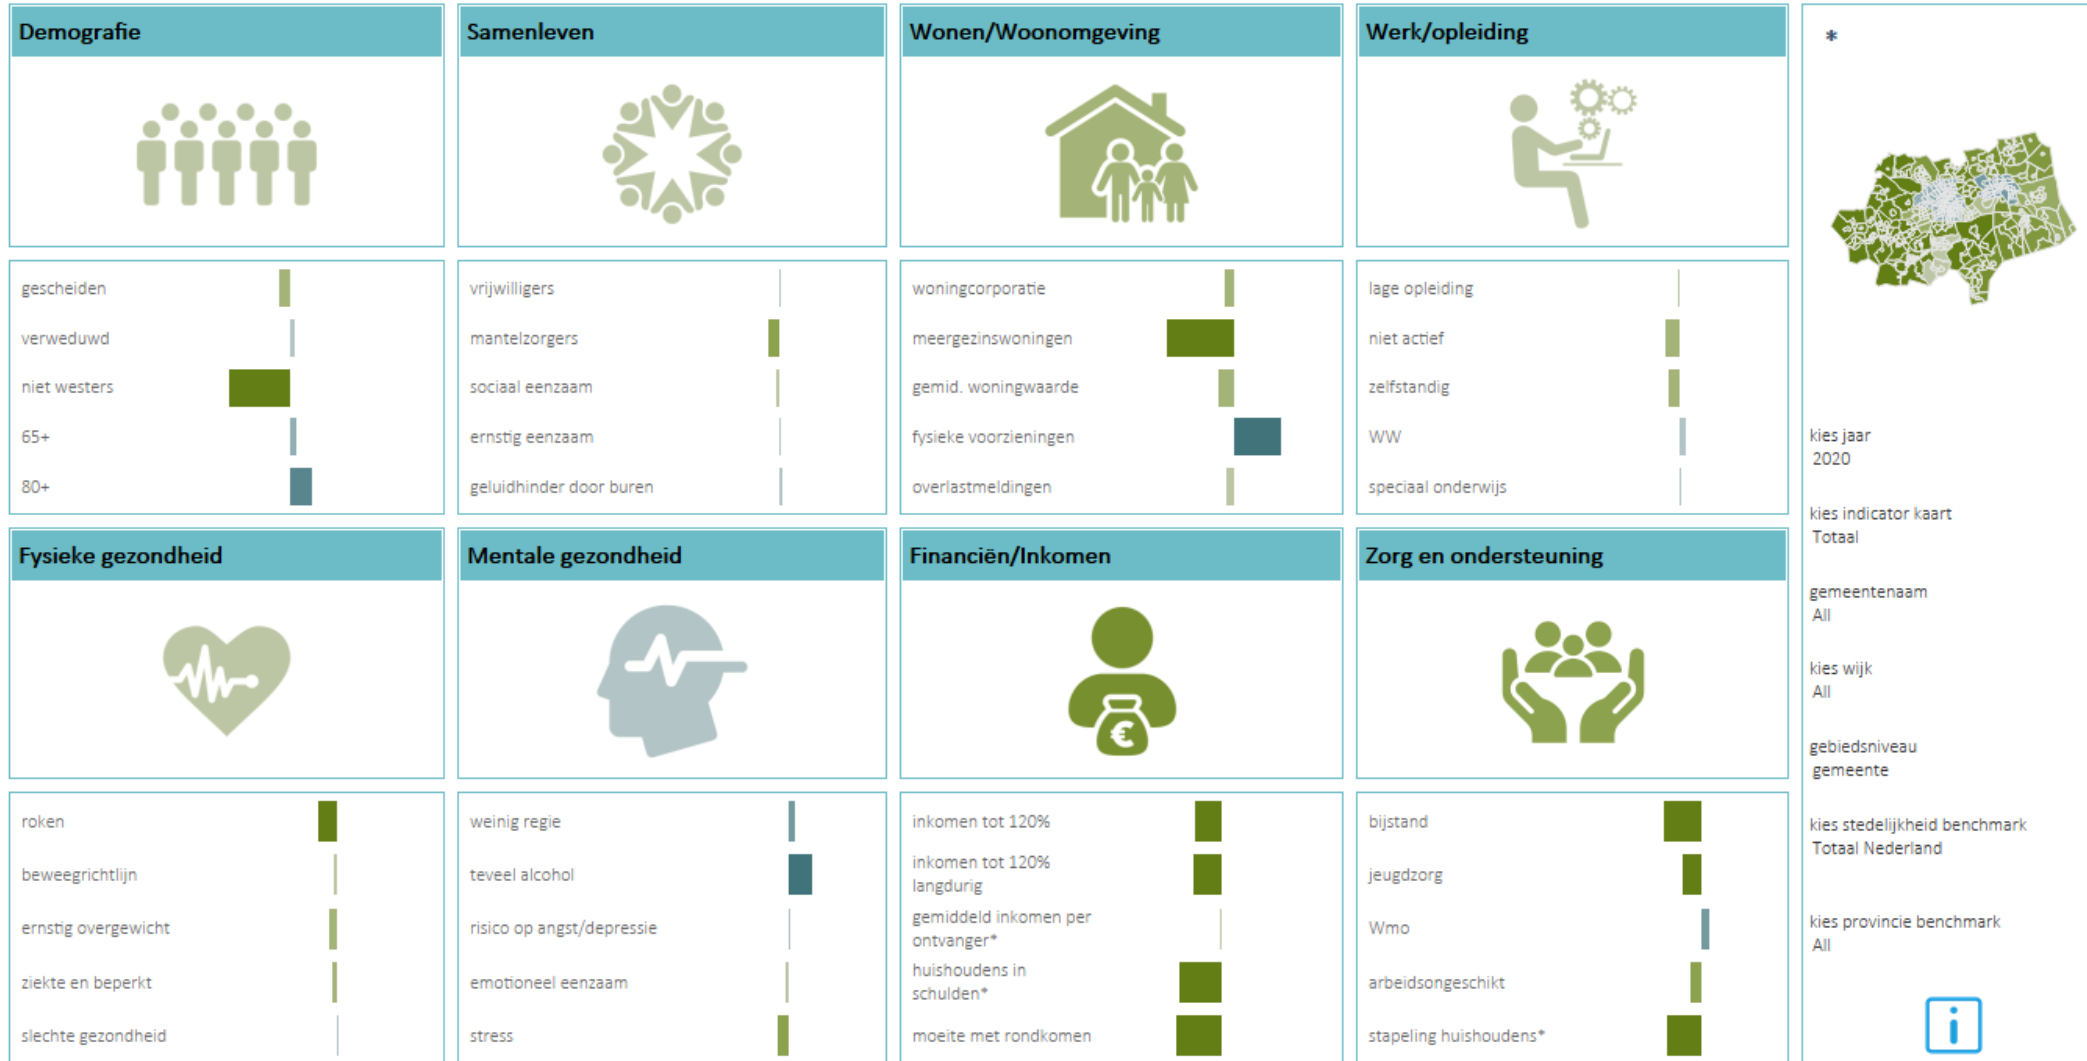 Demografie
Samenleven
Wonen/Woonomgeving
Werk/opleiding
*
gescheiden
verweduwd
niet westers
65+
80+
vrijwilligers
mantelzorgers
sociaal eenzaam
ernstig eenzaam
geluidhinder door buren
woningcorporatie
meergezinswoningen
gemid. woningwaarde
fysieke voorzieningen
overlastmeldingen
lage opleiding
niet actief
zelfstandig
WW
speciaal onderwijs
Fysieke gezondheid
Mentale gezondheid
Financiën/Inkomen
€
Zorg en ondersteuning
roken
beweegrichtlijn
ernstig overgewicht
ziekte en beperkt
slechte gezondheid
weinig regie
teveel alcohol
risico op angst/depressie
emotioneel eenzaam
stress
inkomen tot 120%
inkomen tot 120%
langdurig
gemiddeld inkomen per
ontvanger*
huishoudens in
schulden*
moeite met rondkomen
bijstand
jeugdzorg
Wmo
arbeidsongeschikt
stapeling huishoudens*
kies jaar
2020
kies indicator kaart
Totaal
gemeentenaam
All
kies wijk
All
gebiedsniveau
gemeente
kies stedelijkheid benchmark
Totaal Nederland
kies provincie benchmark
All
i